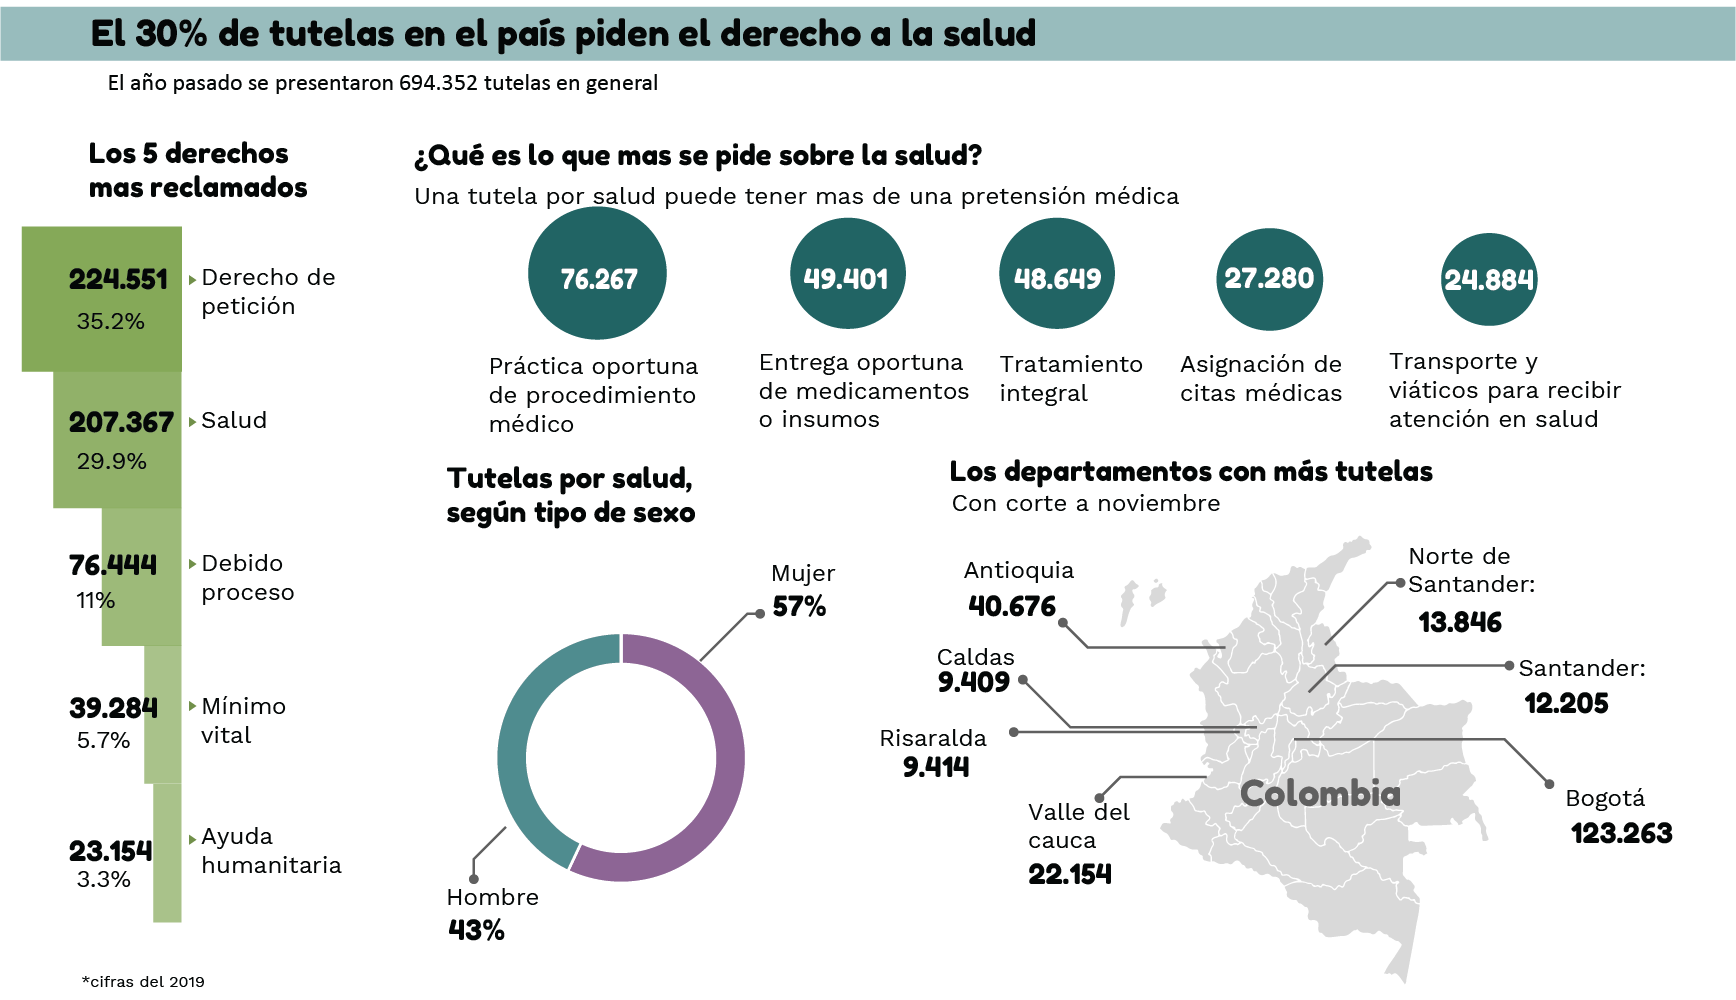 El 30% de tutelas en el país piden el derecho a la salud
El año pasado se presentaron 694.352 tutelas en general
Los 5 derechos
mas reclamados
224.551
35.2%
Derecho de
petición
207.367
29.9%
Salud
76.444
11%
Debido
proceso
39.284
5.7%
Mínimo
vital
23.154
3.3%
Ayuda
humanitaria
¿Qué es lo que mas se pide sobre la salud?
Una tutela por salud puede tener mas de una pretensión médica
76.267
Práctica oportuna
de procedimiento
médico
49.401
Entrega oportuna
de medicamentos
o insumos
48.649
Tratamiento
integral
27.280
Asignación de
citas médicas
24.884
Transporte y
viáticos para recibir
atención en salud
Tutelas por salud,
según tipo de sexo
Mujer
57%
Hombre
43%
Los departamentos con más tutelas
Con corte a noviembre
Antioquia
40.676
Caldas
9.409
Risaralda
9.414
Valle del
cauca
22.154
Norte de
Santander:
13.846
Santander:
12.205
Bogotá
123.263
Colombia
*cifras del 2019